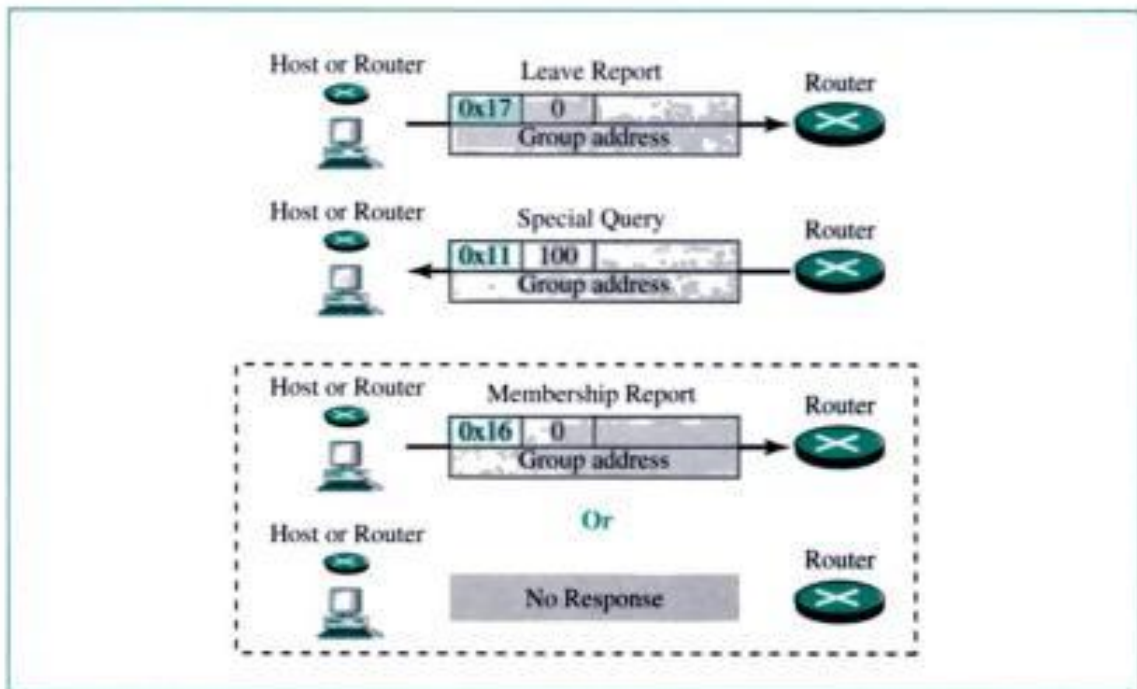 Host or Router
Leave Report
Router
0x17 0
Group address
Host or Router
Special Query
Router
0x11 100
Group address
Host or Router
Membership Report
Router
0x16 0
Group address
Or
Host or Router
Router
No Response